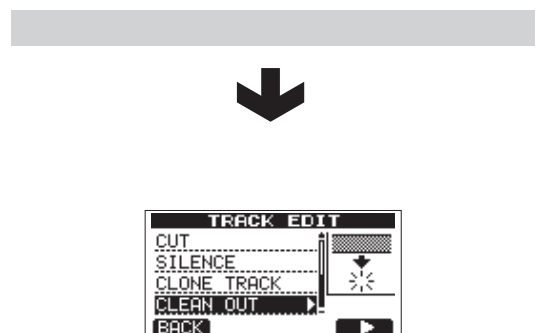 TRACK EDIT
CUT
SILENCE
CLONE TRACK
CLEAN OUT
BACK